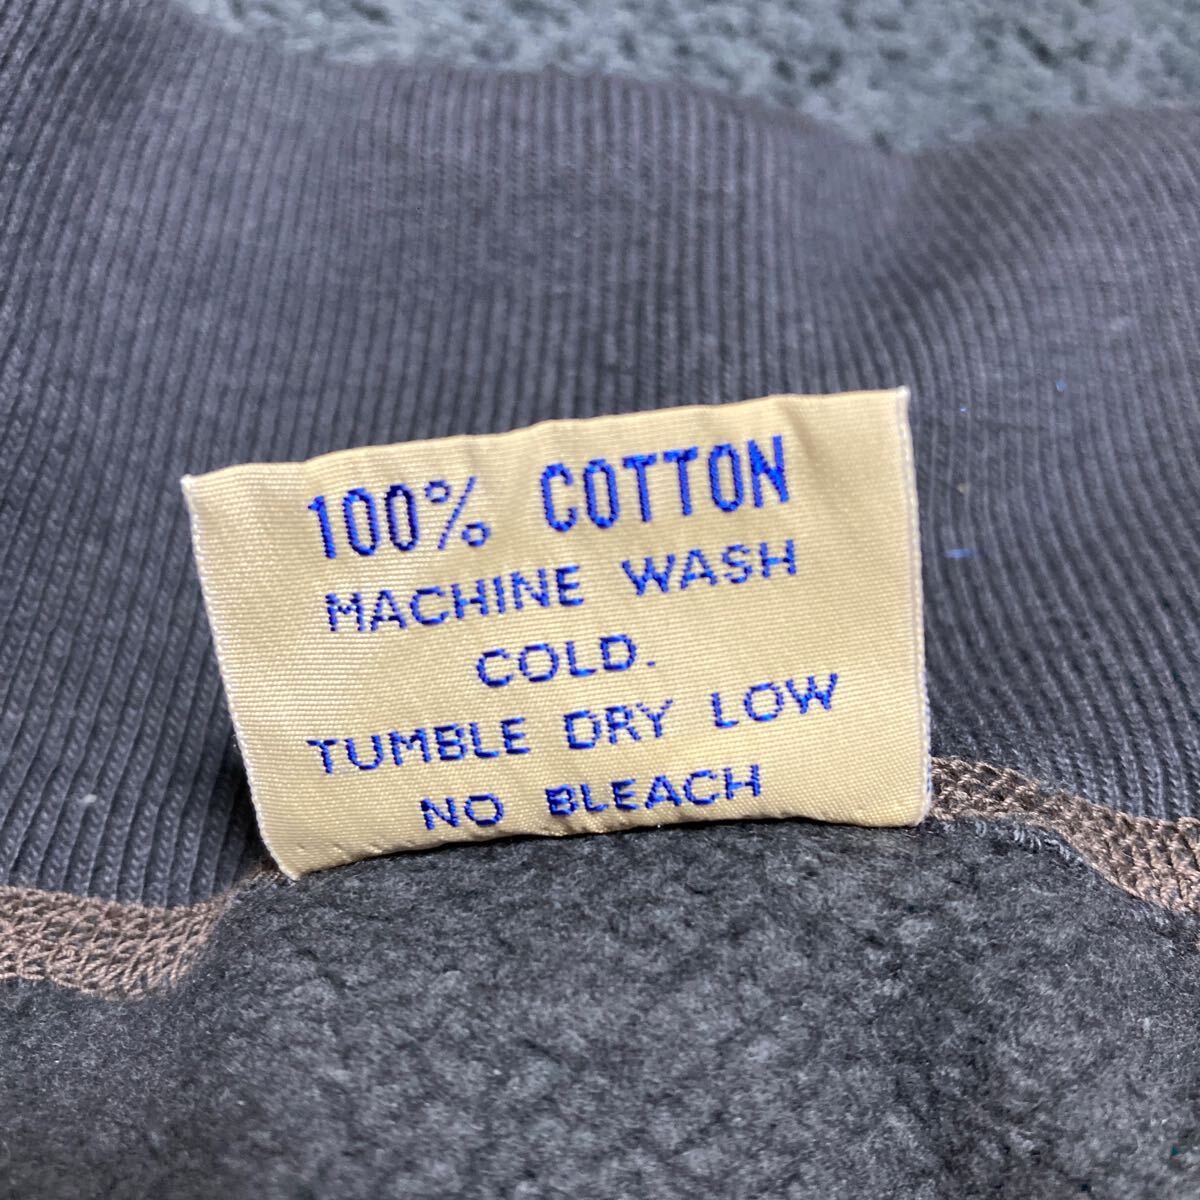 100% COTTON
MACHINE WASH
COLD.
TUMBLE DRY LOW
NO BLEACH